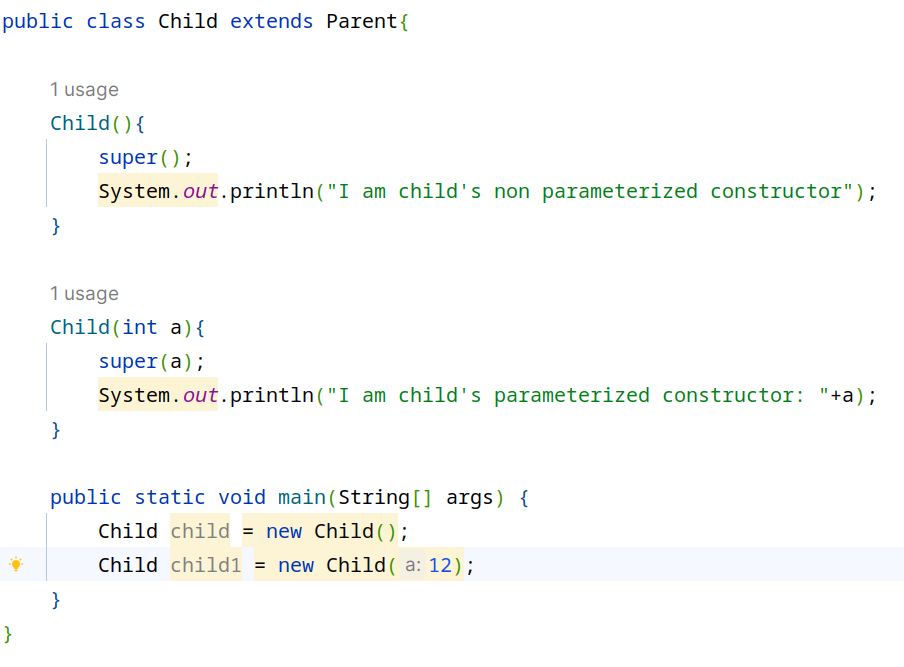 public class Child extends Parent{
1 usage
Child(){
super();
System.out.println("I am child's non parameterized constructor");
}
1 usage
Child(int a){
super(a);
System.out.println("I am child's parameterized constructor: "+a);
}
public static void main(String[] args) {
Child child = new Child();
Child child1 = new Child( a: 12);
}
}